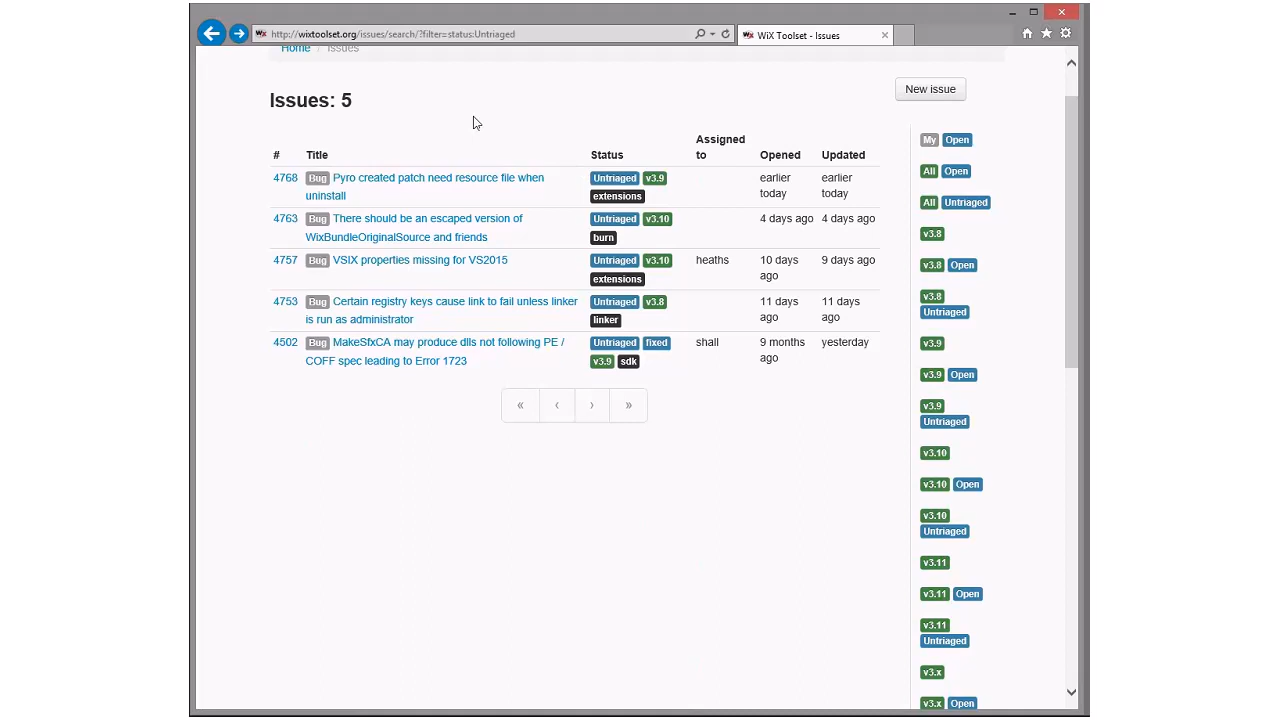 http://wixtoolset.org/issues/search/?filter=status:Untriaged
WiX Toolset - Issues
Home / Issues
Issues: 5
New issue
# Title Status Assigned to Opened Updated
4768 Bug Pyro created patch need resource file when uninstall Untriaged v3.9 extensions earlier today earlier today
4763 Bug There should be an escaped version of WixBundleOriginalSource and friends Untriaged v3.10 burn 4 days ago 4 days ago
4757 Bug VSIX properties missing for VS2015 Untriaged v3.10 extensions heaths 10 days ago 9 days ago
4753 Bug Certain registry keys cause link to fail unless linker is run as administrator Untriaged v3.8 linker 11 days ago 11 days ago
4502 Bug MakeSfxCA may produce dlls not following PE / COFF spec leading to Error 1723 Untriaged fixed v3.9 sdk shall 9 months ago yesterday
« ‹ › »
My Open
All Open
All Untriaged
v3.8
v3.8 Open
v3.8
Untriaged
v3.9
v3.9 Open
v3.9
Untriaged
v3.10
v3.10 Open
v3.10
Untriaged
v3.11
v3.11 Open
v3.11
Untriaged
v3.x
v3.x Open